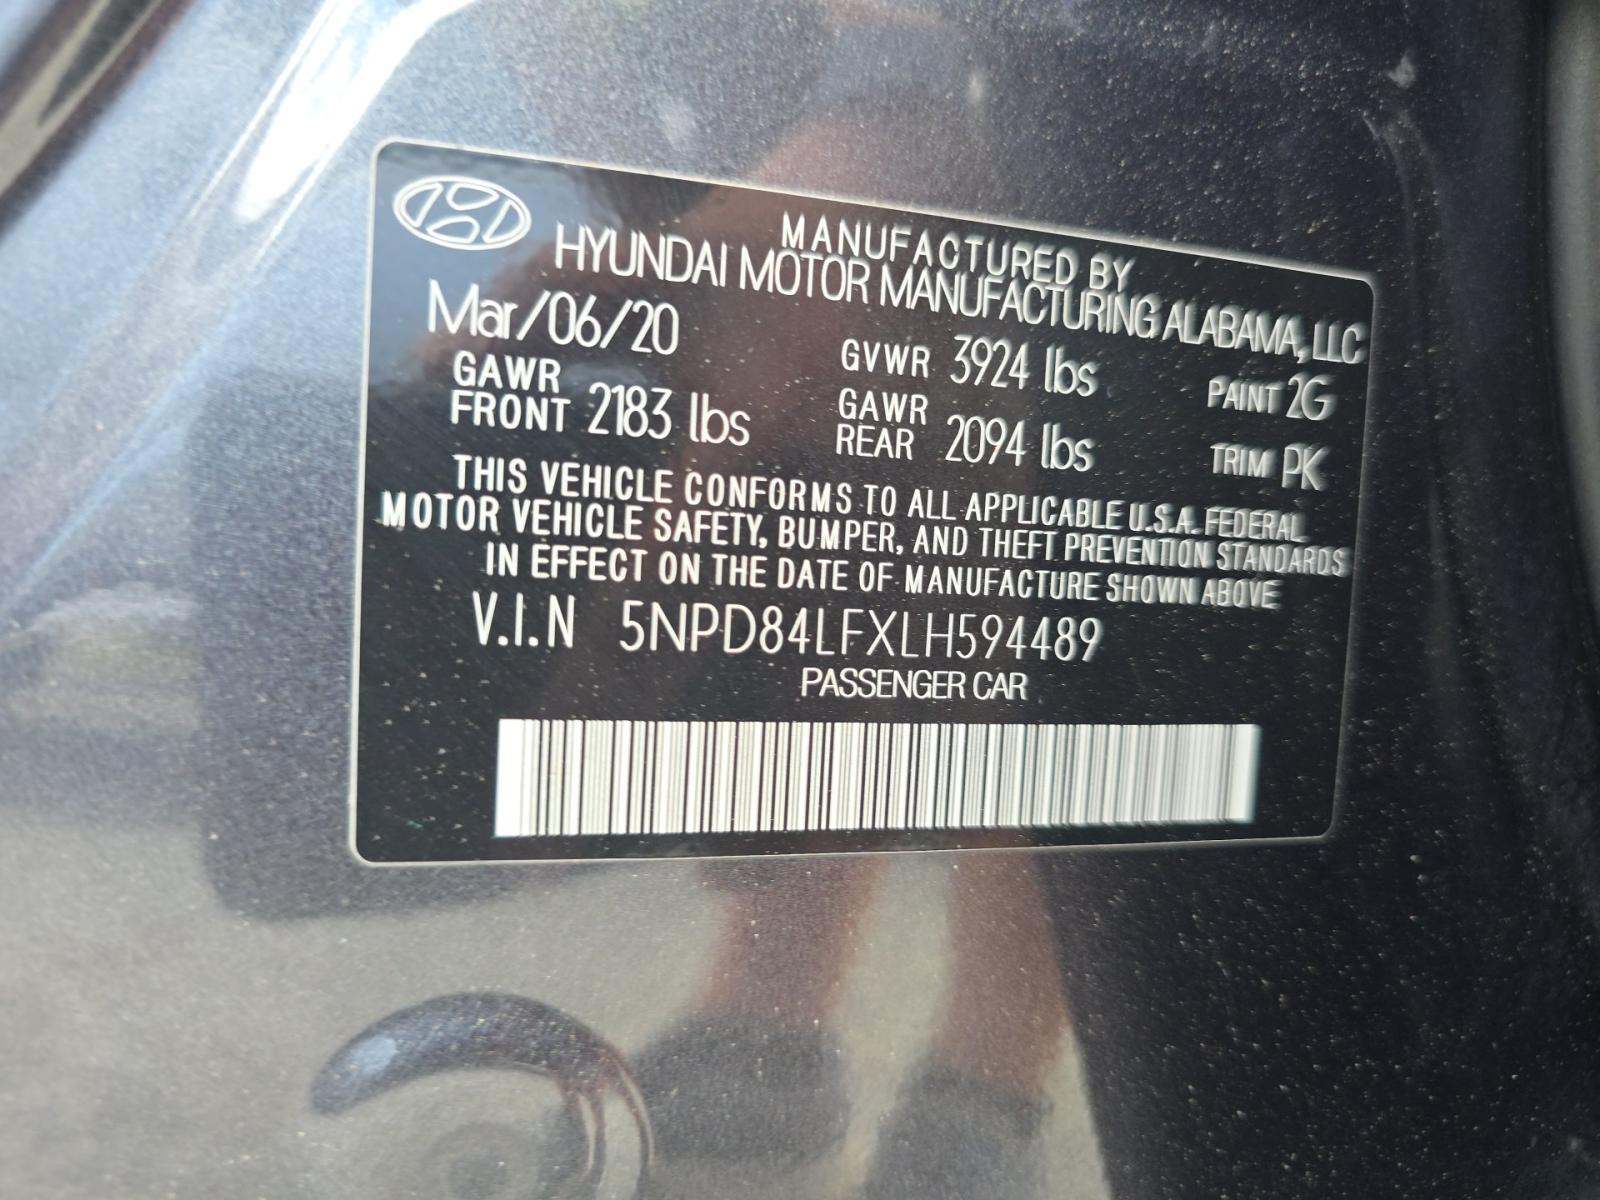 MANUFACTURED BY
HYUNDAI MOTOR MANUFACTURING ALABAMA, LLC
Mar/06/20 GVWR 3924 lbs PAINT 2G
GAWR FRONT 2183 lbs GAWR REAR 2094 lbs TRIM PK
THIS VEHICLE CONFORMS TO ALL APPLICABLE U.S.A. FEDERAL
MOTOR VEHICLE SAFETY, BUMPER, AND THEFT PREVENTION STANDARDS
IN EFFECT ON THE DATE OF MANUFACTURE SHOWN ABOVE
V.I.N 5NPD84LFXLH594489
PASSENGER CAR